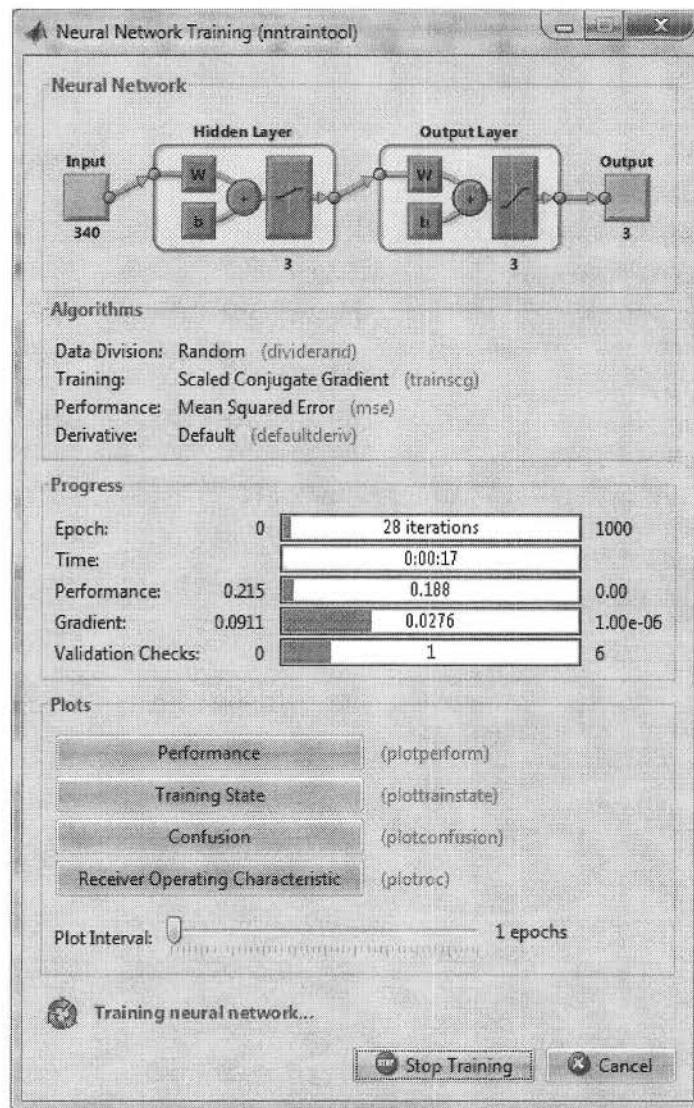 Neural Network Training (nntraintool)
Neural Network
Hidden Layer
Output Layer
Input
W
b
+
W
b
+
Output
340
3
3
3
Algorithms
Data Division: Random (dividerand)
Training: Scaled Conjugate Gradient (trainscg)
Performance: Mean Squared Error (mse)
Derivative: Default (defaultderiv)
Progress
Epoch: 0 28 iterations 1000
Time: 0:00:17
Performance: 0.215 0.188 0.00
Gradient: 0.0911 0.0276 1.00e-06
Validation Checks: 0 1 6
Plots
Performance (plotperform)
Training State (plottrainstate)
Confusion (plotconfusion)
Receiver Operating Characteristic (plotroc)
Plot Interval: 1 epochs
Training neural network...
STOP Stop Training Cancel